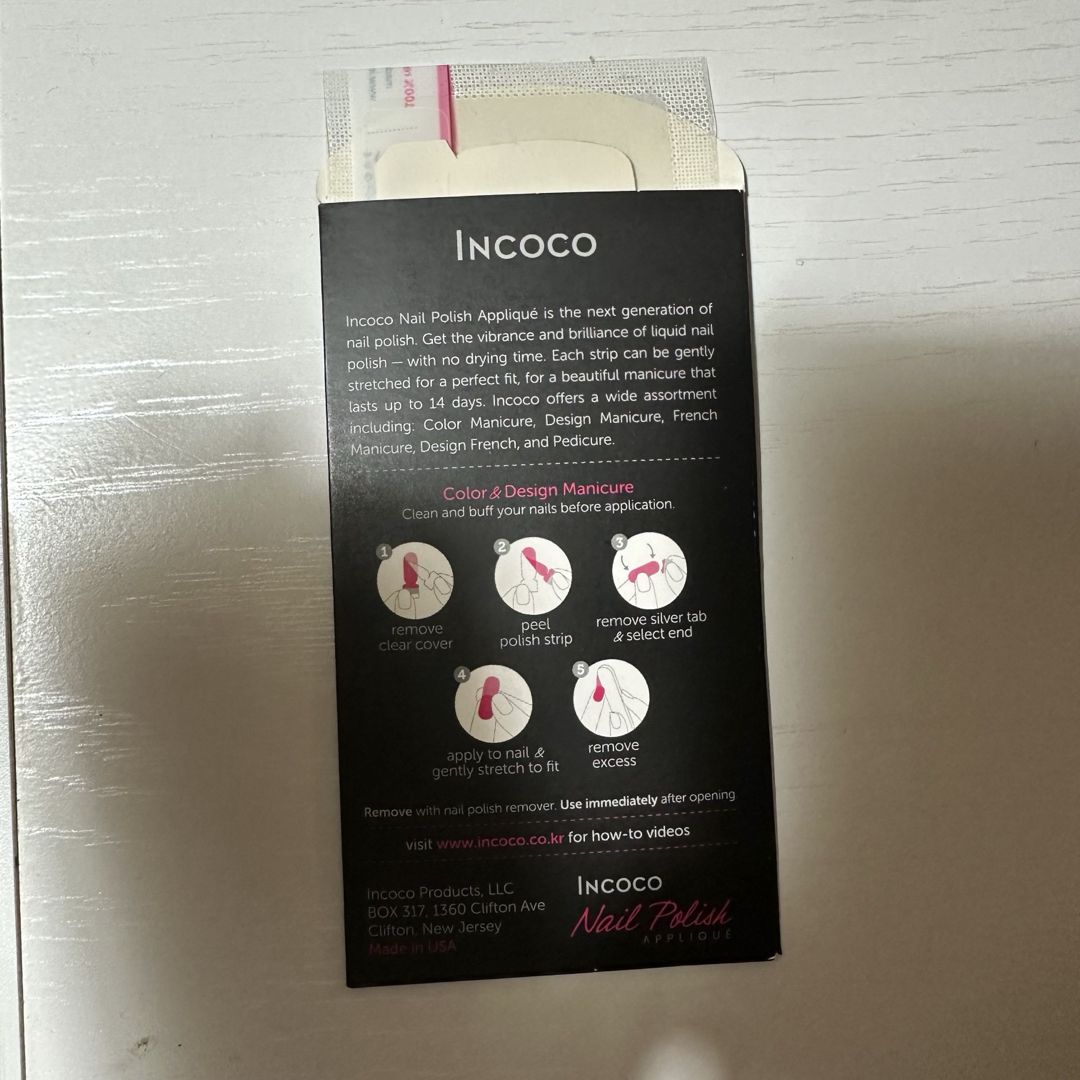 INCOCO
Incoco Nail Polish Appliqué is the next generation of
nail polish. Get the vibrance and brilliance of liquid nail
polish — with no drying time. Each strip can be gently
stretched for a perfect fit, for a beautiful manicure that
lasts up to 14 days. Incoco offers a wide assortment
including: Color Manicure, Design Manicure, French
Manicure, Design French, and Pedicure.
Color & Design Manicure
Clean and buff your nails before application.
1
remove
clear cover
2
peel
polish strip
3
remove silver tab
& select end
4
apply to nail &
gently stretch to fit
5
remove
excess
Remove with nail polish remover. Use immediately after opening.
visit www.incoco.co.kr for how-to videos
Incoco Products, LLC
BOX 317, 1360 Clifton Ave
Clifton, New Jersey
Made in USA
INCOCO
Nail Polish
APPLIQUÉ